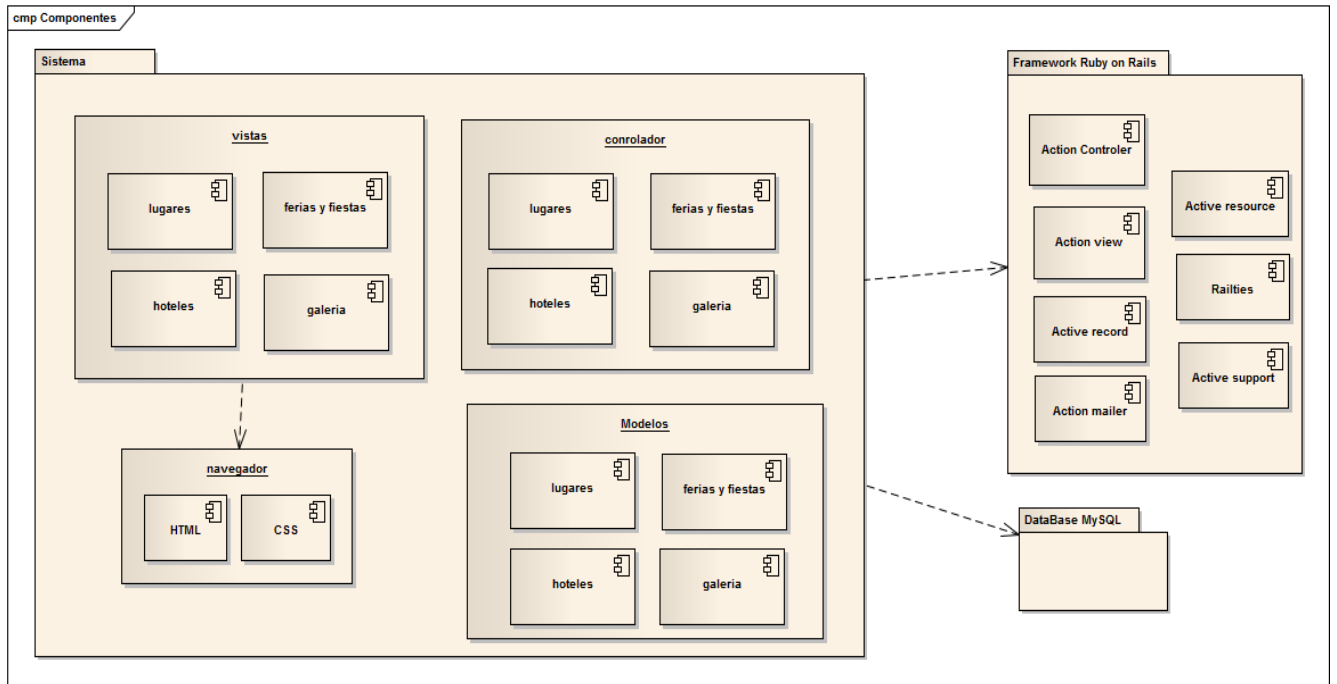 cmp Componentes
Sistema
vistas
lugares
ferias y fiestas
hoteles
galeria
conrolador
lugares
ferias y fiestas
hoteles
galeria
navegador
HTML
CSS
Modelos
lugares
ferias y fiestas
hoteles
galeria
Framework Ruby on Rails
Action Controler
Active resource
Action view
Railties
Active record
Active support
Action mailer
DataBase MySQL